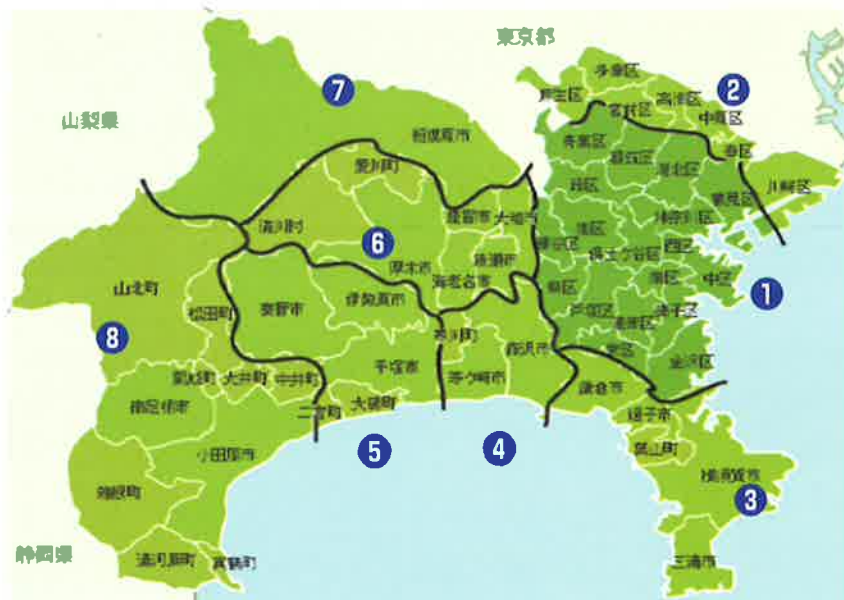 東京都
山梨県
静岡県
7
2
6
1
8
5
4
3
多摩区
麻生区
宮前区
高津区
中原区
幸区
川崎区
青葉区
都筑区
港北区
鶴見区
緑区
神奈川区
旭区
瀬谷区
保土ケ谷区
西区
中区
南区
泉区
戸塚区
港南区
磯子区
栄区
金沢区
相模原市
愛川町
清川村
厚木市
座間市
大和市
綾瀬市
海老名市
山北町
松田町
秦野市
伊勢原市
寒川町
藤沢市
茅ケ崎市
平塚市
大磯町
二宮町
中井町
大井町
開成町
南足柄市
小田原市
箱根町
湯河原町
真鶴町
鎌倉市
逗子市
葉山町
横須賀市
三浦市